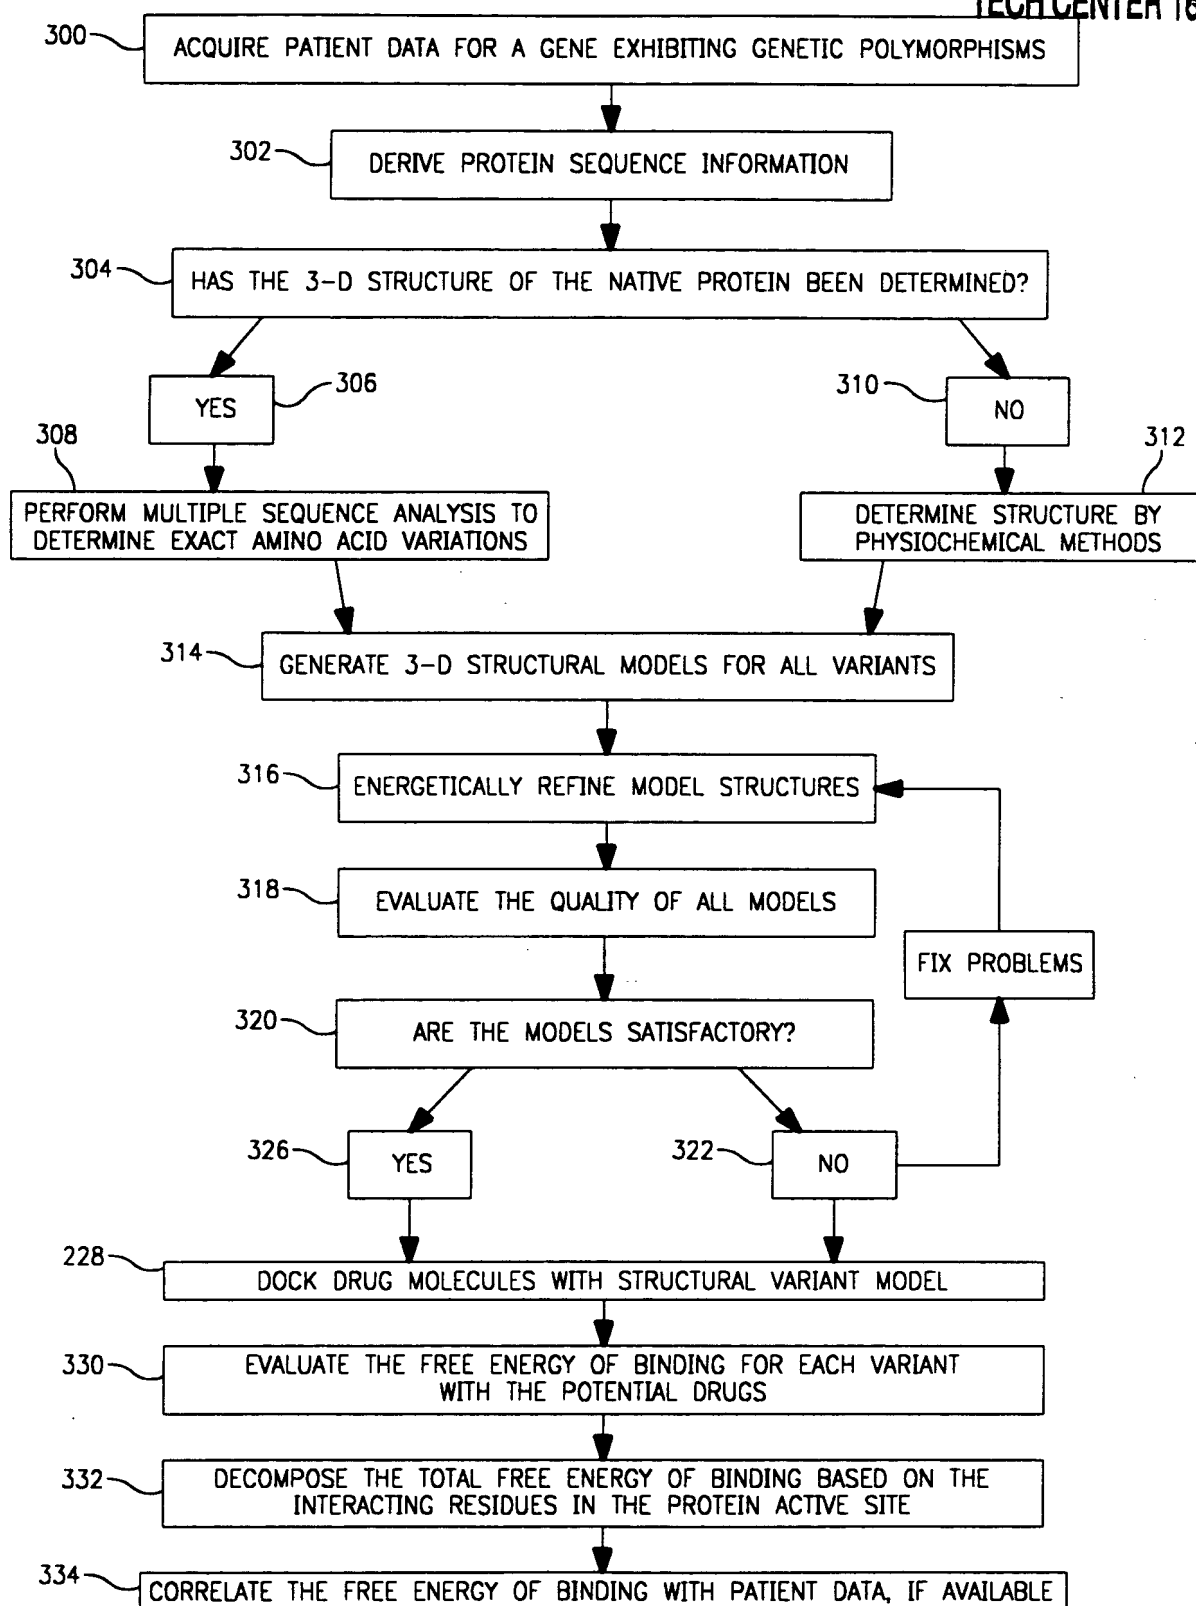 TECH CENTER 16
300
ACQUIRE PATIENT DATA FOR A GENE EXHIBITING GENETIC POLYMORPHISMS
302
DERIVE PROTEIN SEQUENCE INFORMATION
304
HAS THE 3-D STRUCTURE OF THE NATIVE PROTEIN BEEN DETERMINED?
306
YES
310
NO
308
PERFORM MULTIPLE SEQUENCE ANALYSIS TO
DETERMINE EXACT AMINO ACID VARIATIONS
312
DETERMINE STRUCTURE BY
PHYSIOCHEMICAL METHODS
314
GENERATE 3-D STRUCTURAL MODELS FOR ALL VARIANTS
316
ENERGETICALLY REFINE MODEL STRUCTURES
318
EVALUATE THE QUALITY OF ALL MODELS
FIX PROBLEMS
320
ARE THE MODELS SATISFACTORY?
326
YES
322
NO
228
DOCK DRUG MOLECULES WITH STRUCTURAL VARIANT MODEL
330
EVALUATE THE FREE ENERGY OF BINDING FOR EACH VARIANT
WITH THE POTENTIAL DRUGS
332
DECOMPOSE THE TOTAL FREE ENERGY OF BINDING BASED ON THE
INTERACTING RESIDUES IN THE PROTEIN ACTIVE SITE
334
CORRELATE THE FREE ENERGY OF BINDING WITH PATIENT DATA, IF AVAILABLE